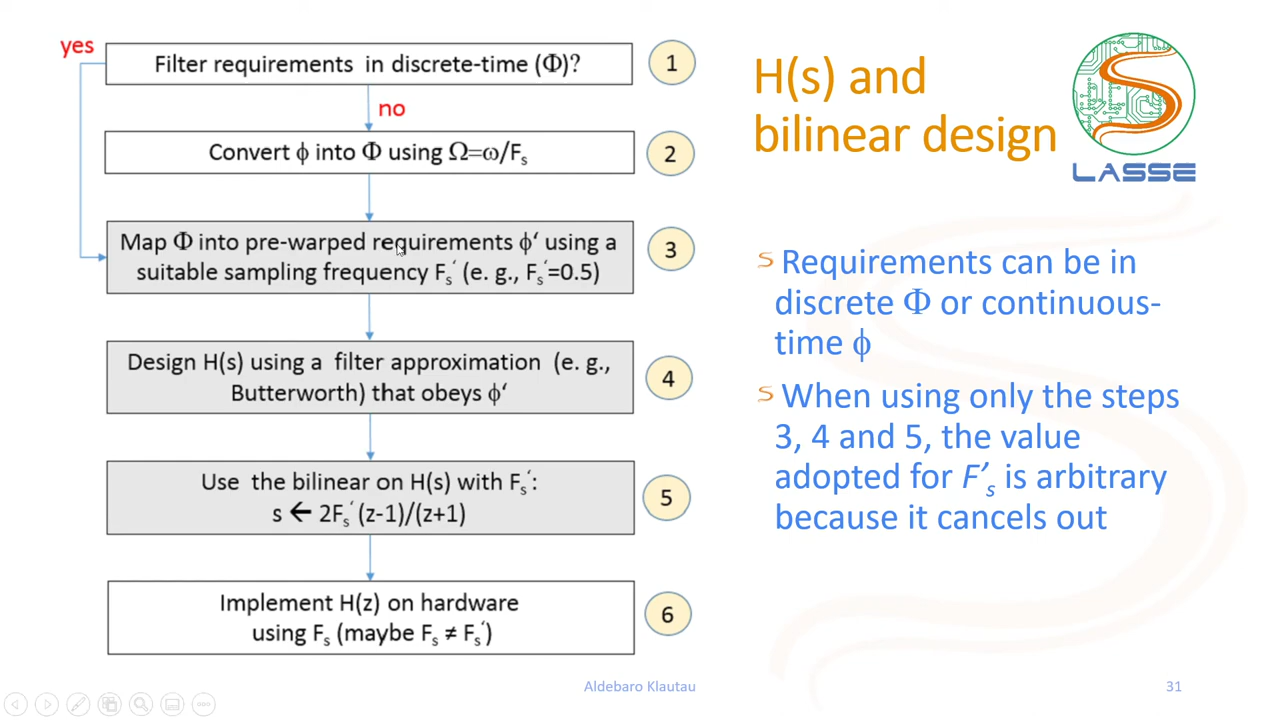 yes
Filter requirements in discrete-time (Φ)?
1
no
Convert ϕ into Φ using Ω=ω/Fs
2
Map Φ into pre-warped requirements ϕ‘ using a
suitable sampling frequency Fs‘ (e. g., Fs‘=0.5)
3
Design H(s) using a filter approximation (e. g.,
Butterworth) that obeys ϕ‘
4
Use the bilinear on H(s) with Fs‘:
s ← 2Fs‘ (z-1)/(z+1)
5
Implement H(z) on hardware
using Fs (maybe Fs ≠ Fs‘)
6
H(s) and
bilinear design
LASSE
Requirements can be in
discrete Φ or continuous-
time ϕ
When using only the steps
3, 4 and 5, the value
adopted for F’s is arbitrary
because it cancels out
Aldebaro Klautau
31